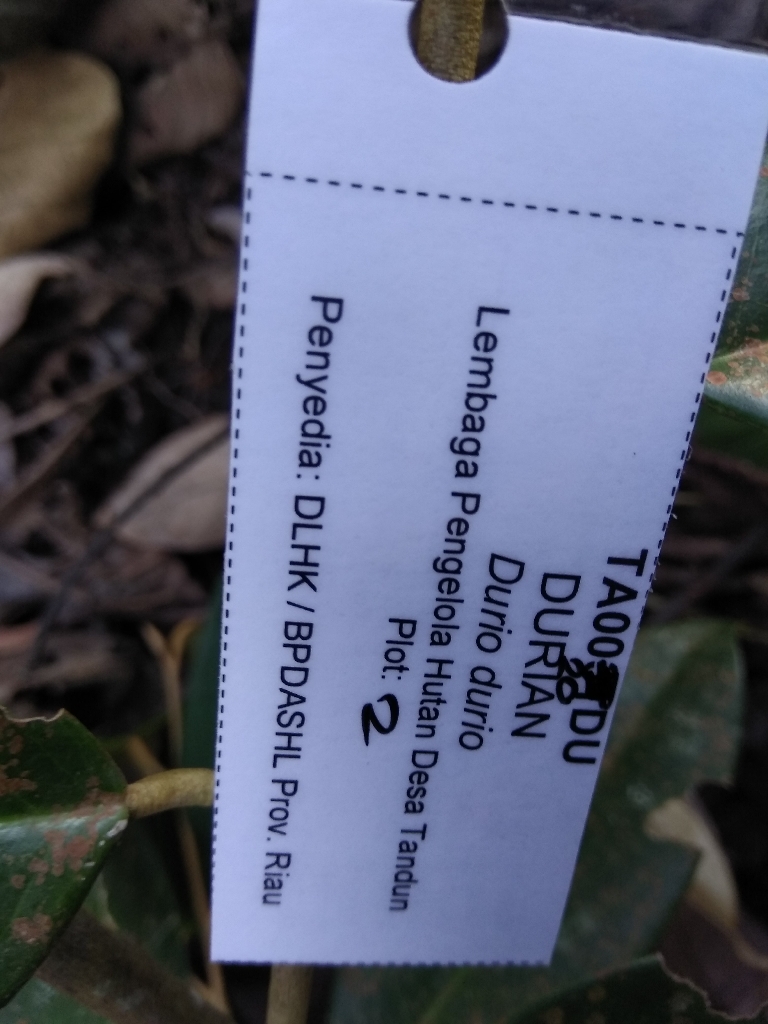 DURIAN
Durio durio
Lembaga Pengelola Hutan Desa Tandun
Plot: 2
Penyedia: DLHK / BPDASHL Prov. Riau